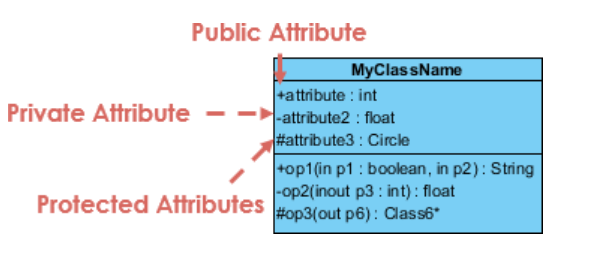 Public Attribute
MyClassName
+attribute : int
Private Attribute
-attribute2 : float
#attribute3 : Circle
+op1(in p1 : boolean, in p2) : String
-op2(inout p3 : int) : float
Protected Attributes
#op3(out p6) : Class6*